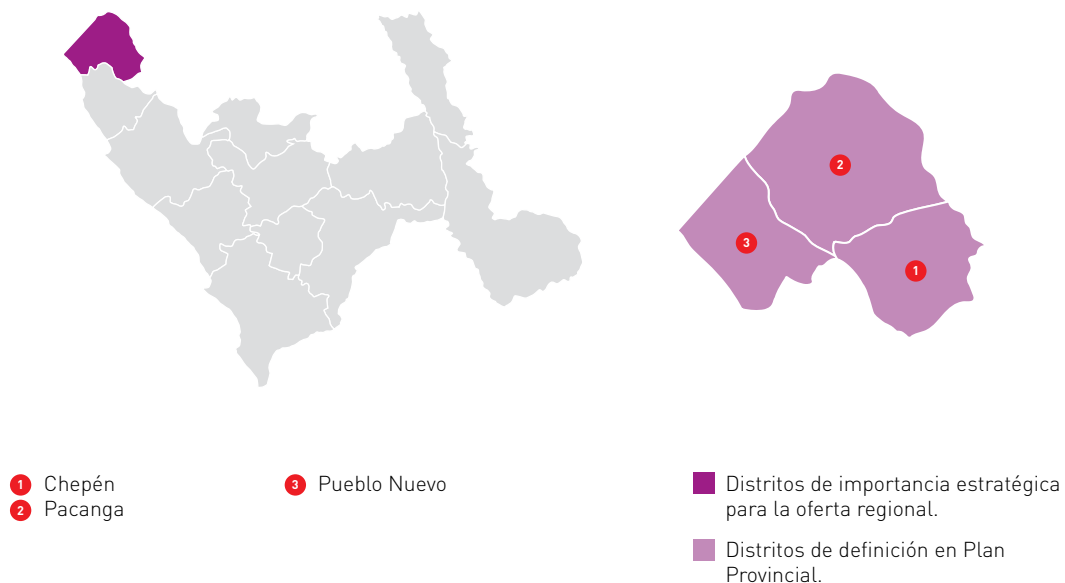 2
3
1
1 Chepén
2 Pacanga
3 Pueblo Nuevo
Distritos de importancia estratégica
para la oferta regional.
Distritos de definición en Plan
Provincial.